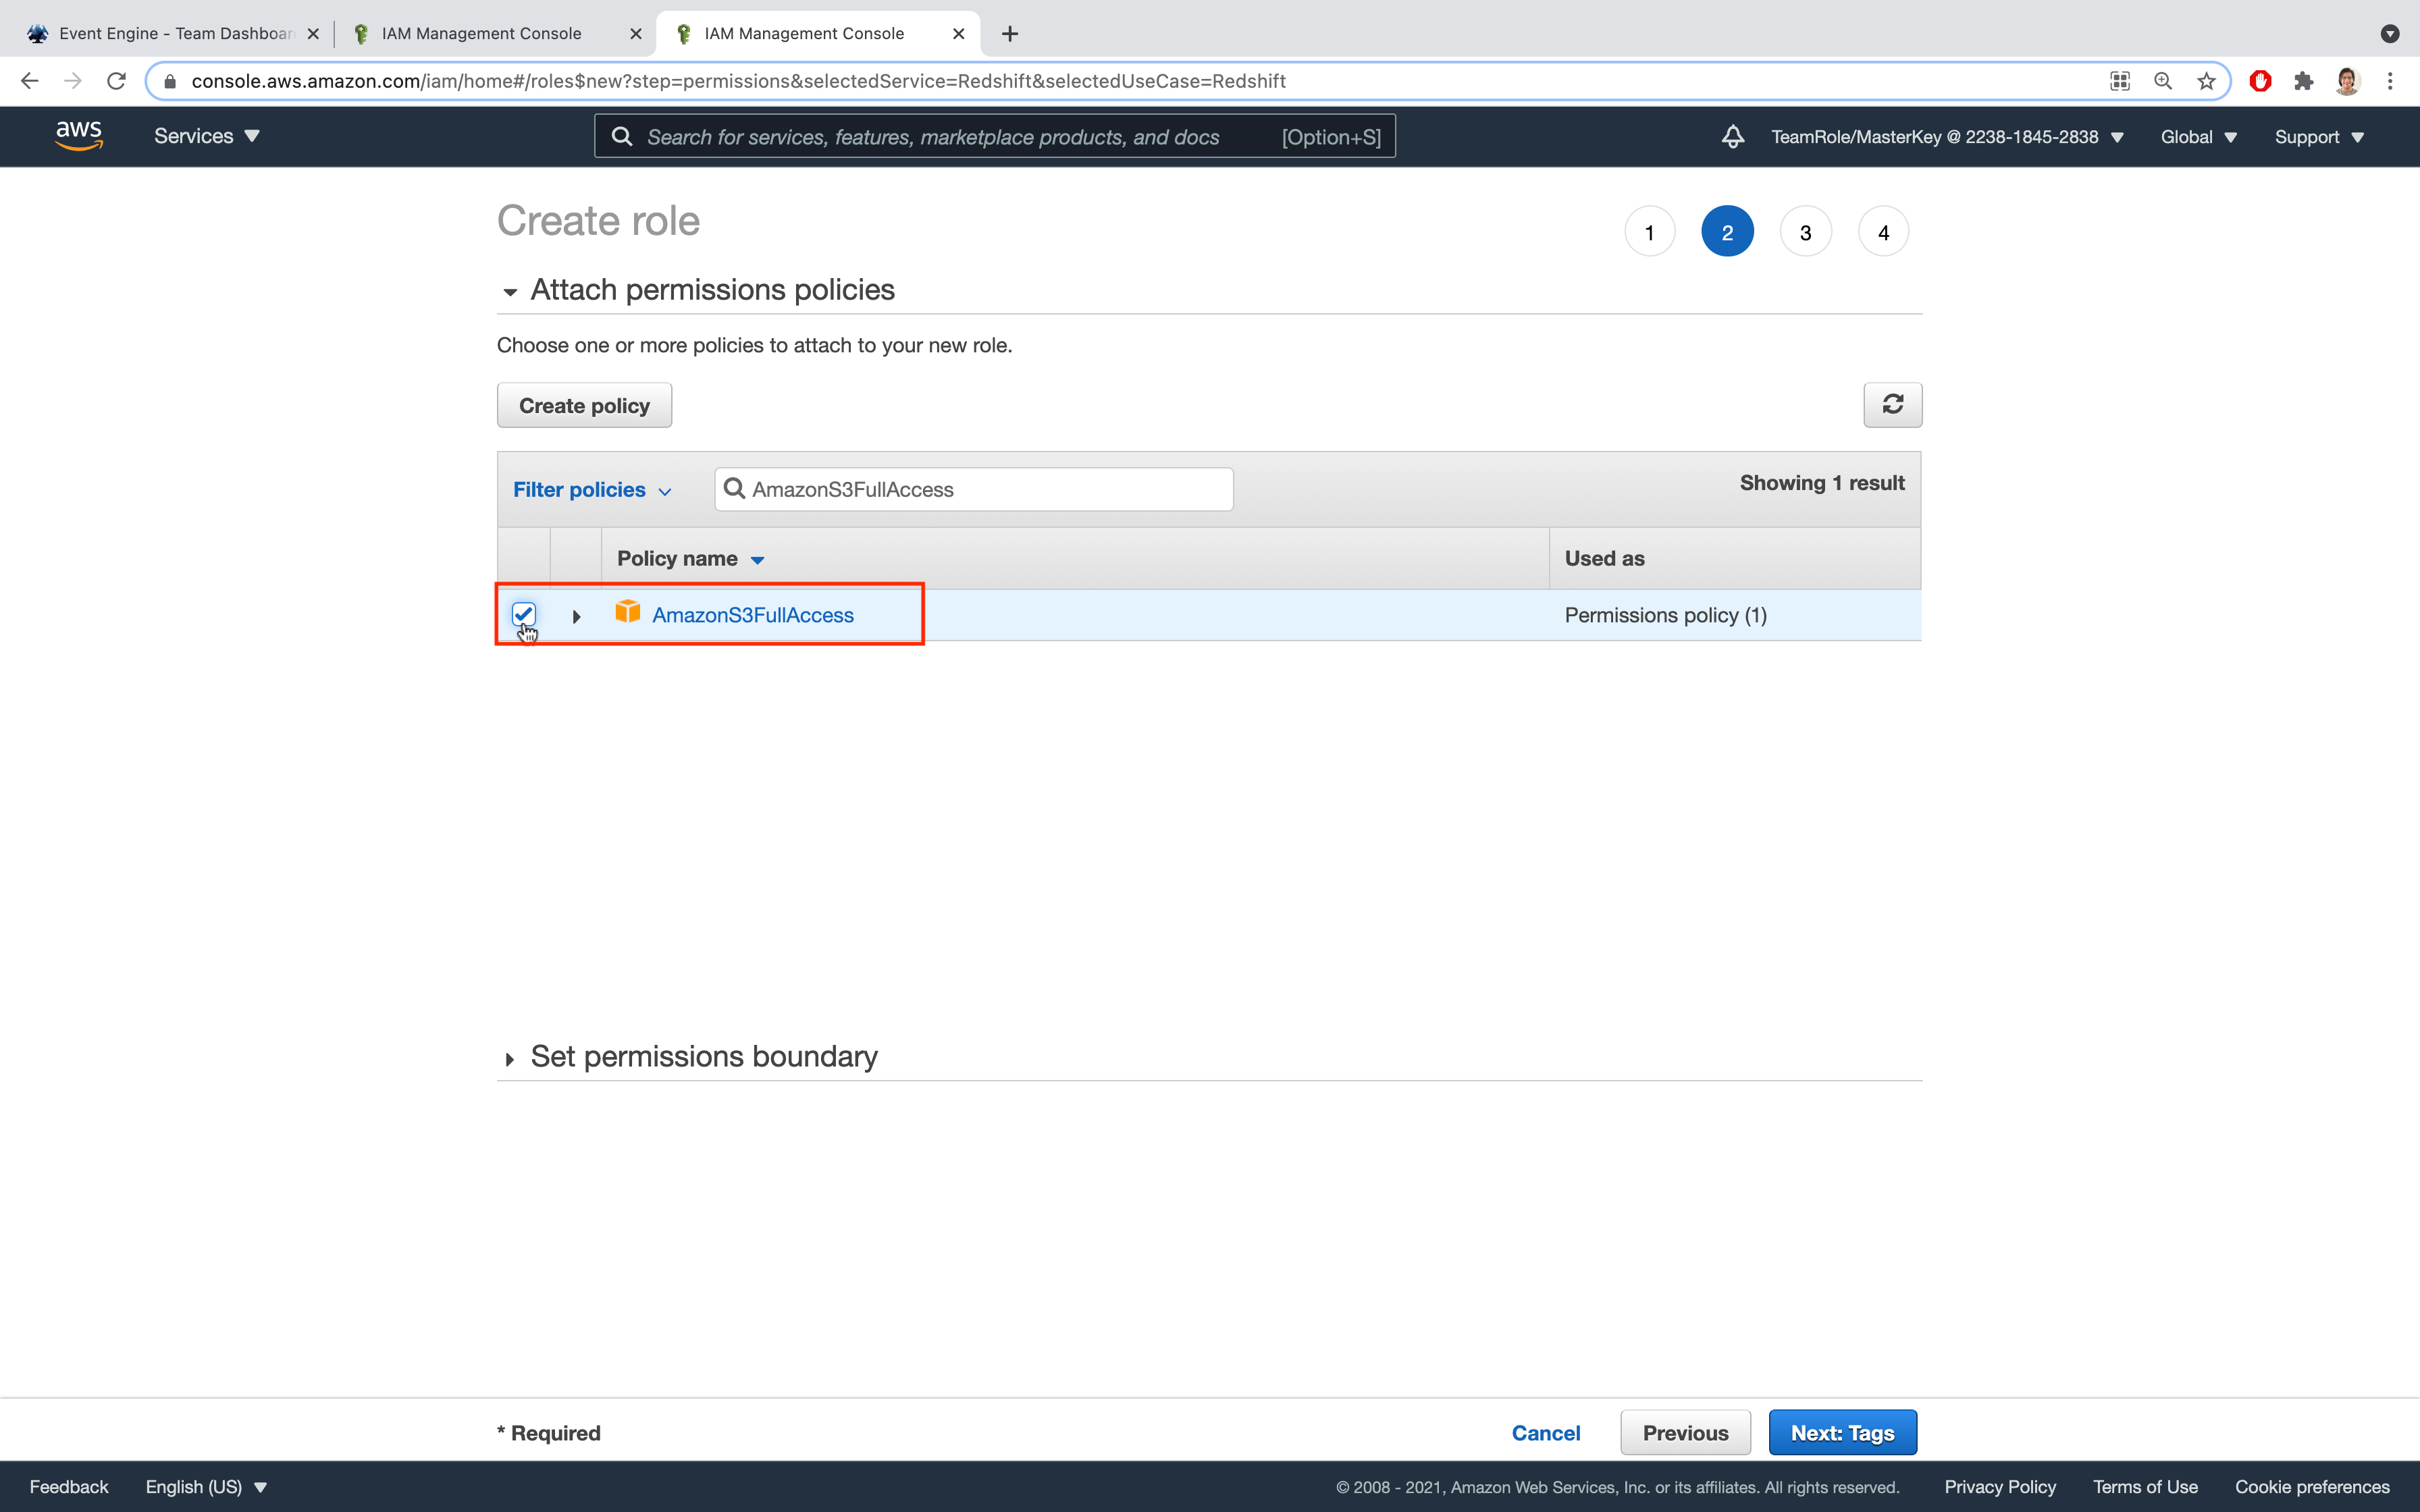 Event Engine - Team Dashboar
IAM Management Console
IAM Management Console
console.aws.amazon.com/iam/home#/roles$new?step=permissions&selectedService=Redshift&selectedUseCase=Redshift
aws
Services
Search for services, features, marketplace products, and docs [Option+S]
TeamRole/MasterKey @ 2238-1845-2838
Global
Support
Create role
1 2 3 4
Attach permissions policies
Choose one or more policies to attach to your new role.
Create policy
Filter policies
AmazonS3FullAccess
Showing 1 result
Policy name
Used as
AmazonS3FullAccess
Permissions policy (1)
Set permissions boundary
* Required
Cancel
Previous
Next: Tags
Feedback
English (US)
© 2008 - 2021, Amazon Web Services, Inc. or its affiliates. All rights reserved.
Privacy Policy
Terms of Use
Cookie preferences